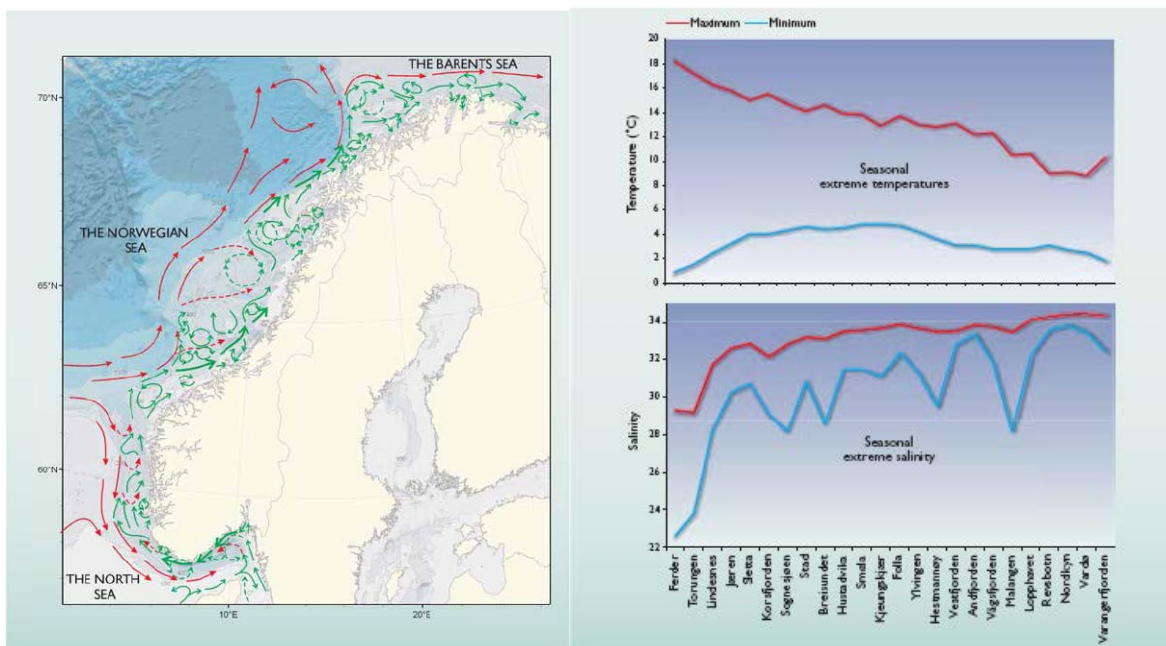 THE BARENTS SEA
70°N
THE NORWEGIAN
SEA
65°N
60°N
THE NORTH
SEA
10°E
20°E
Maximum
Minimum
20
18
16
14
12
10
8
6
4
2
0
Temperature (°C)
Seasonal
extreme temperatures
34
32
30
28
26
24
22
Salinity
Seasonal
extreme salinity
Ferder
Torungen
Lindesnes
Jæren
Sletta
Korsfjorden
Sognesjøen
Stad
Breisundet
Hustadvika
Smøla
Kjeungskjær
Folla
Ylvingen
Hestmannøy
Vestfjorden
Andfjorden
Vågsfjorden
Malangen
Lopphavet
Revsbotn
Nordkyn
Vardø
Varangerfjorden